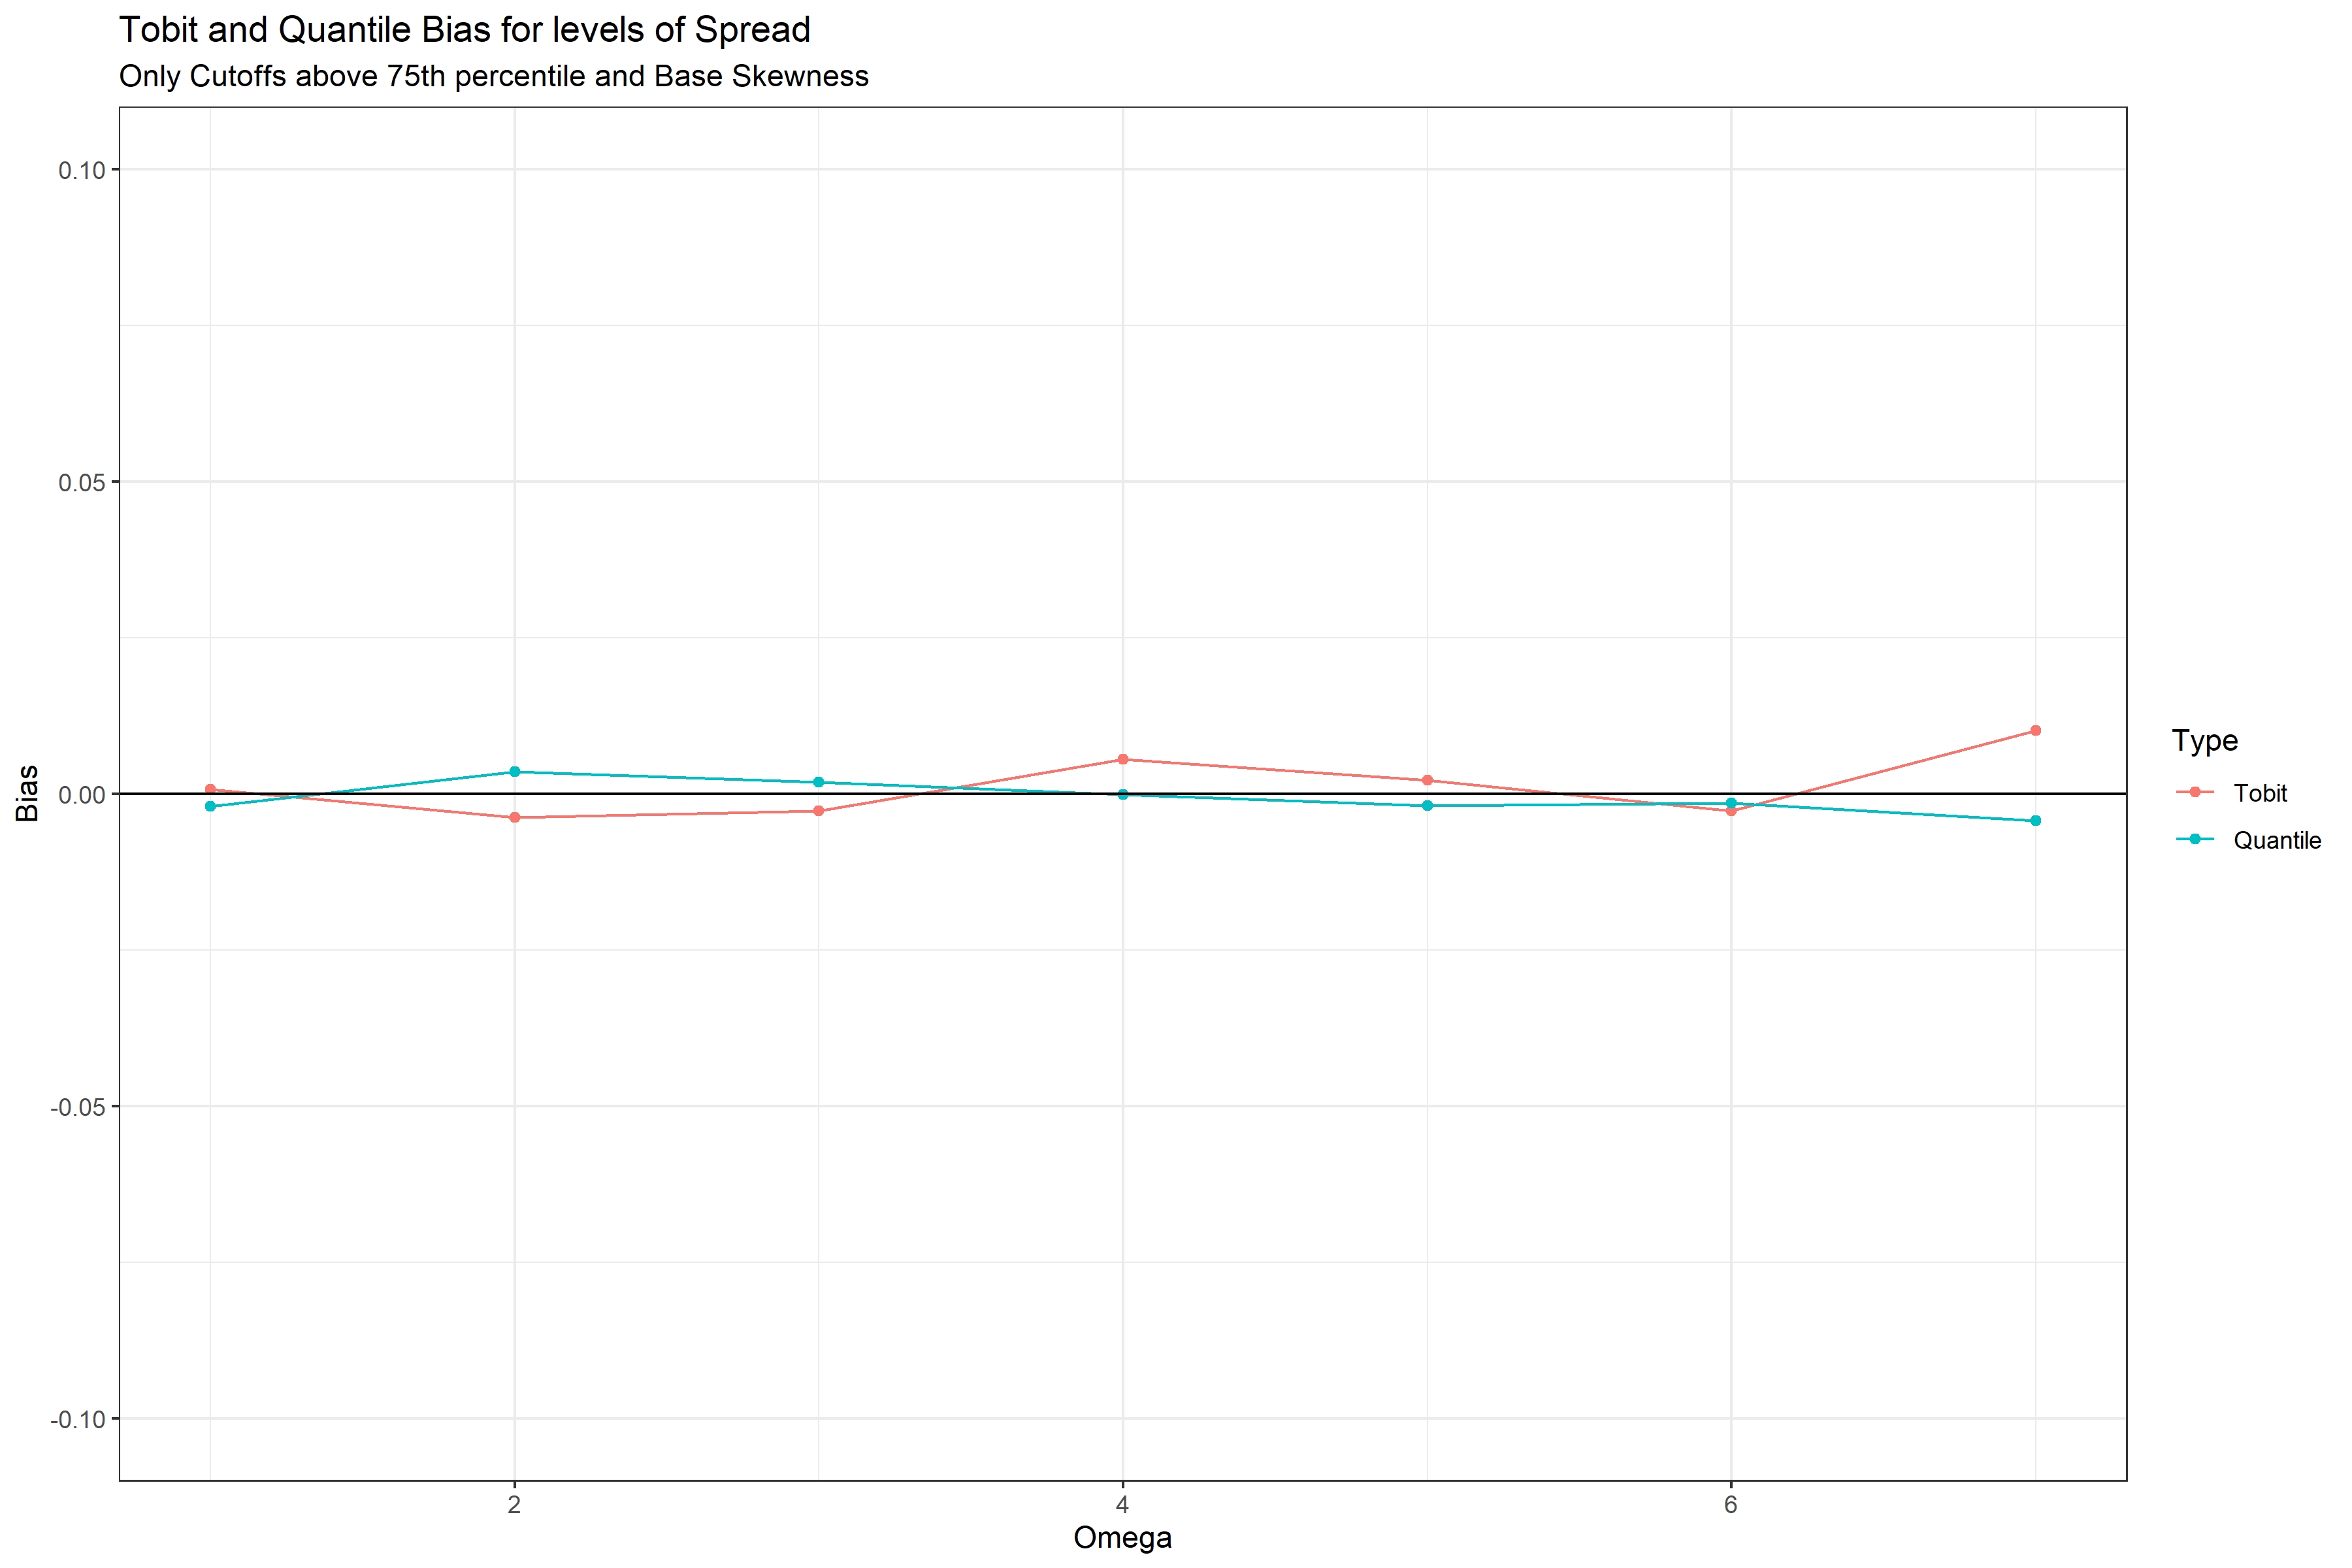 Tobit and Quantile Bias for levels of Spread
Only Cutoffs above 75th percentile and Base Skewness
0.10
0.05
0.00
-0.05
-0.10
Bias
2
4
6
Omega
Type
Tobit
Quantile